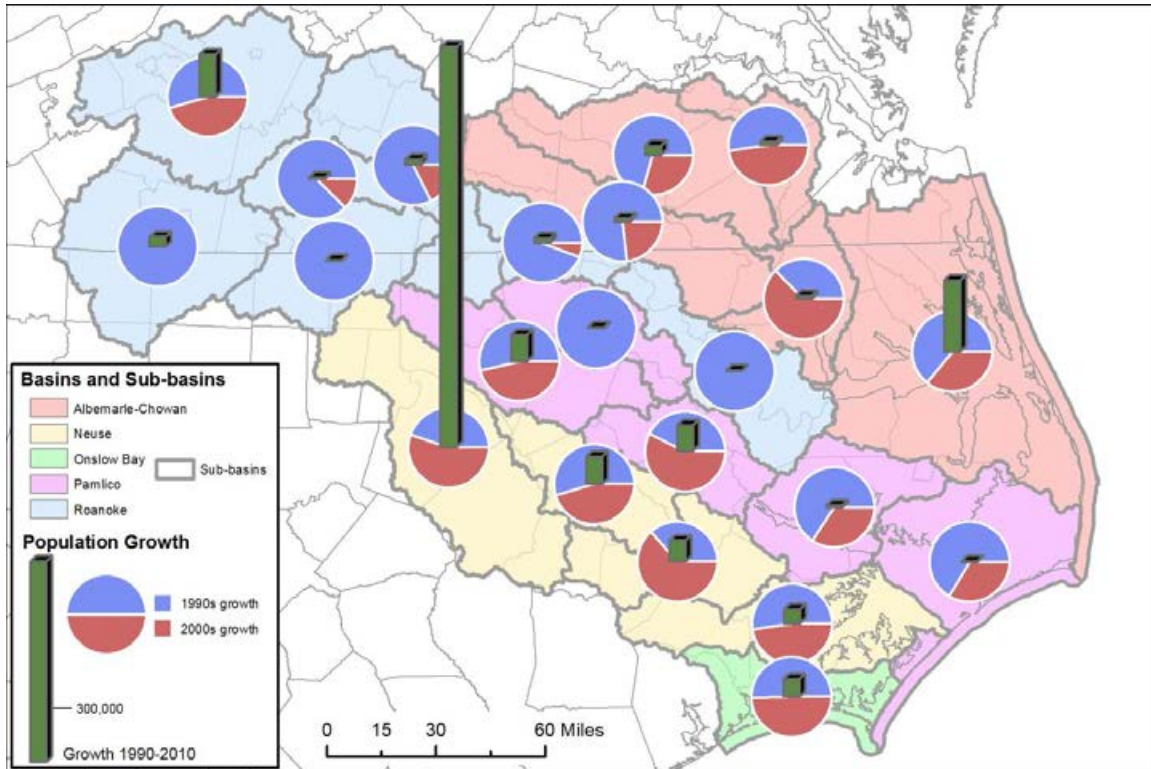 Basins and Sub-basins
Albemarle-Chowan
Neuse
Onslow Bay
Sub-basins
Pamlico
Roanoke
Population Growth
1990s growth
2000s growth
300,000
Growth 1990-2010
0 15 30 60 Miles